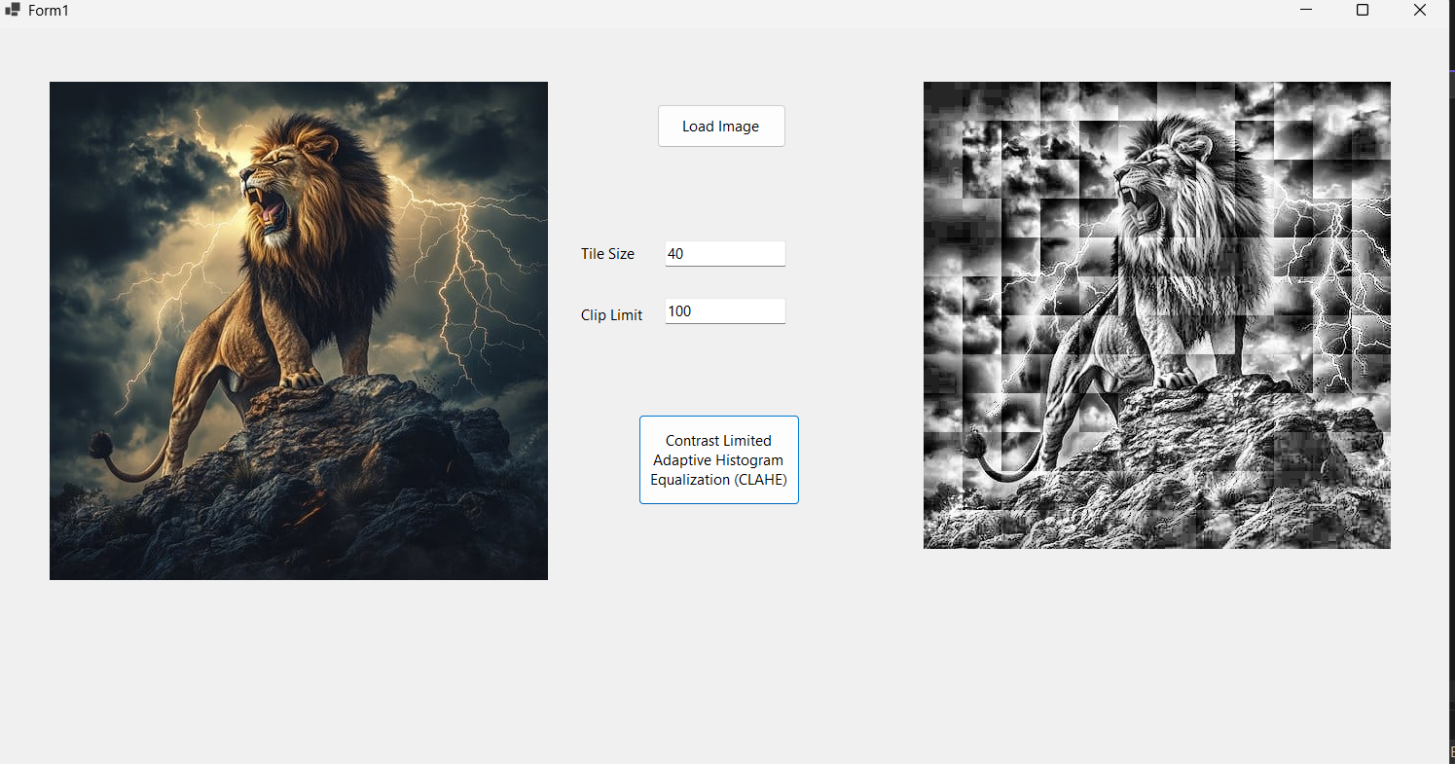 Form1
Load Image
Tile Size
40
Clip Limit
100
Contrast Limited
Adaptive Histogram
Equalization (CLAHE)